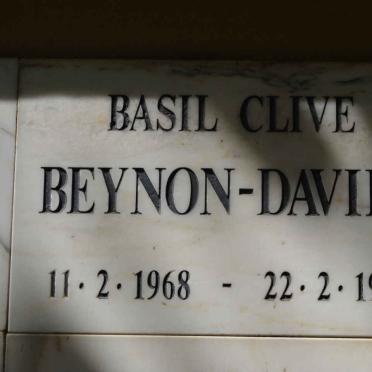 BASIL CLIVE
BEYNON-DAVI
11·2·1968 - 22·2·1